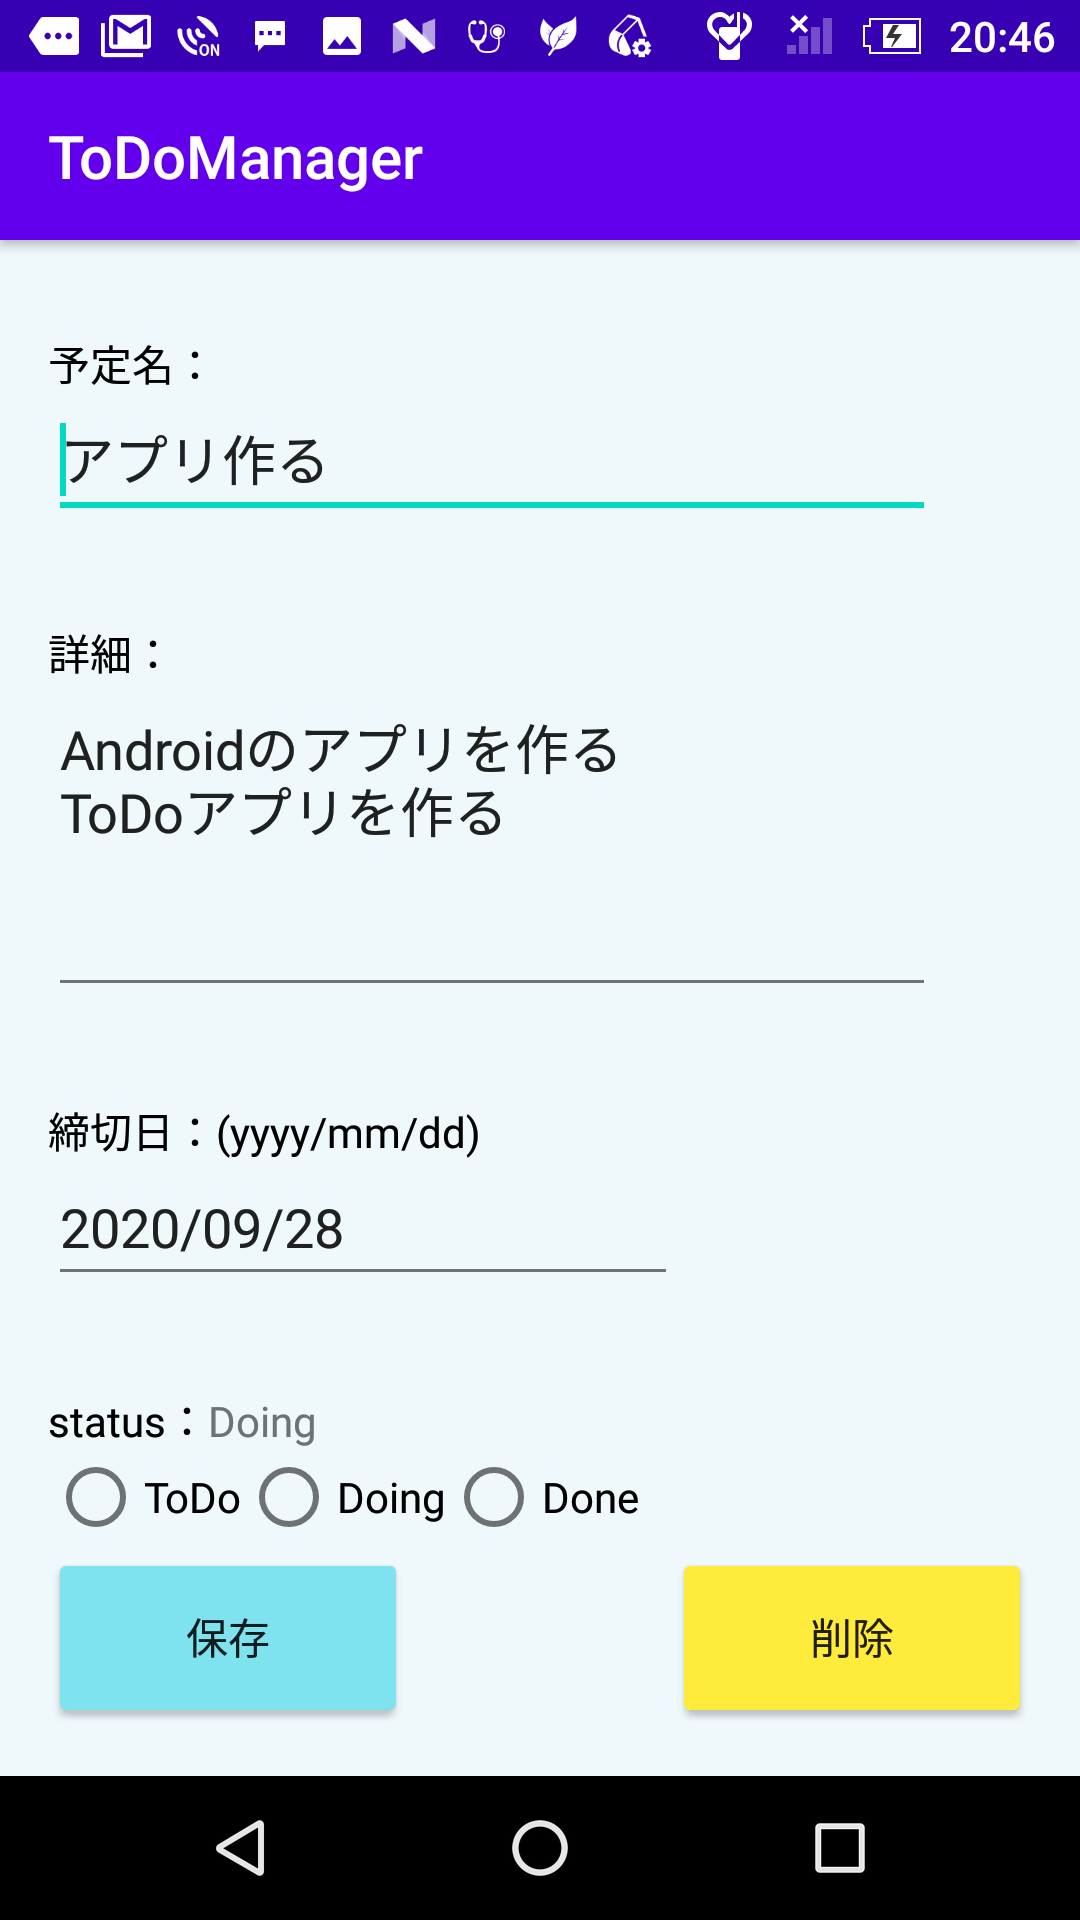 ON
20:46
ToDoManager
予定名：
アプリ作る
詳細：
Androidのアプリを作る
ToDoアプリを作る
締切日：(yyyy/mm/dd)
2020/09/28
status：Doing
ToDo Doing Done
保存 削除